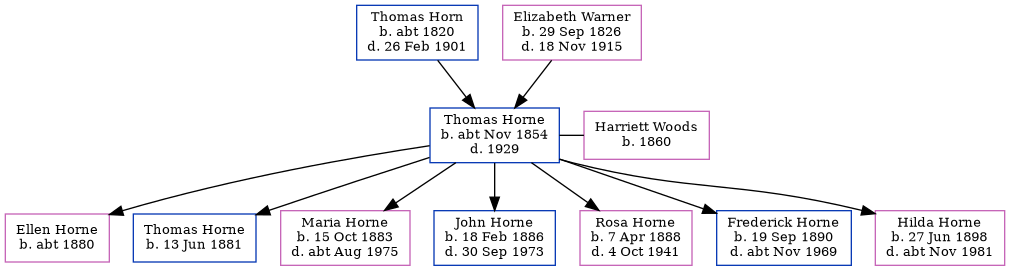 Thomas Horn
b. abt 1820
d. 26 Feb 1901
Elizabeth Warner
b. 29 Sep 1826
d. 18 Nov 1915
Thomas Horne
b. abt Nov 1854
d. 1929
Harriett Woods
b. 1860
Ellen Horne
b. abt 1880
Thomas Horne
b. 13 Jun 1881
Maria Horne
b. 15 Oct 1883
d. abt Aug 1975
John Horne
b. 18 Feb 1886
d. 30 Sep 1973
Rosa Horne
b. 7 Apr 1888
d. 4 Oct 1941
Frederick Horne
b. 19 Sep 1890
d. abt Nov 1969
Hilda Horne
b. 27 Jun 1898
d. abt Nov 1981